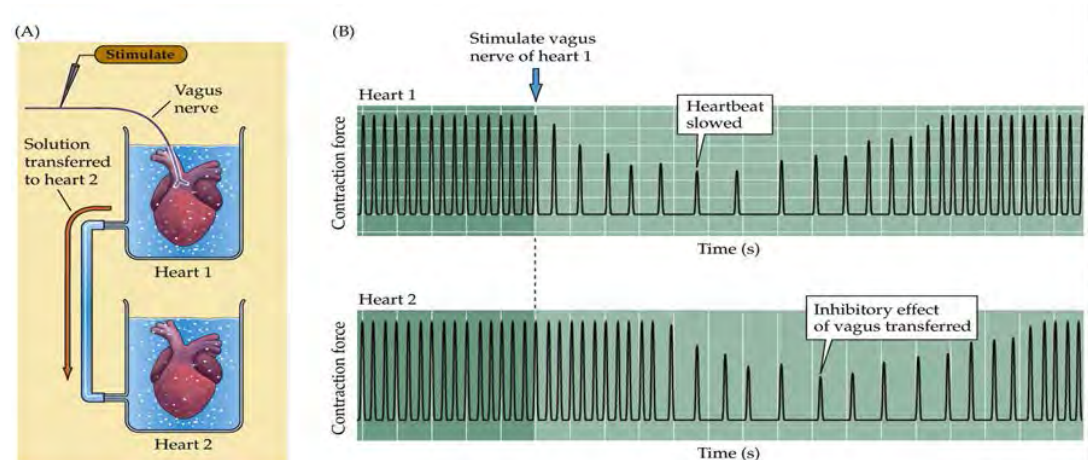 (A)
Stimulate
Vagus
nerve
Solution
transferred
to heart 2
Heart 1
Heart 2
(B)
Stimulate vagus
nerve of heart 1
Heart 1
Heartbeat
slowed
Contraction force
Time (s)
Heart 2
Inhibitory effect
of vagus transferred
Contraction force
Time (s)